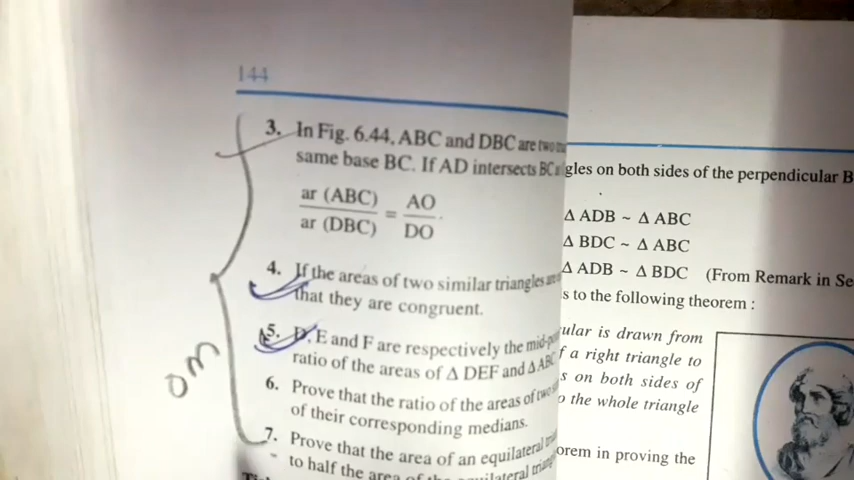 144
3. In Fig. 6.44, ABC and DBC are two
same base BC. If AD intersects BC
ar (ABC) / ar (DBC) = AO / DO .
4. If the areas of two similar triangles are
that they are congruent.
5. D, E and F are respectively the mid-
ratio of the areas of Δ DEF and Δ ABC
6. Prove that the ratio of the areas of two
of their corresponding medians.
7. Prove that the area of an equilateral
to half the area of the equilateral
om
gles on both sides of the perpendicular B
Δ ADB ~ Δ ABC
Δ BDC ~ Δ ABC
Δ ADB ~ Δ BDC (From Remark in Se
s to the following theorem :
ular is drawn from
f a right triangle to
s on both sides of
o the whole triangle
orem in proving the